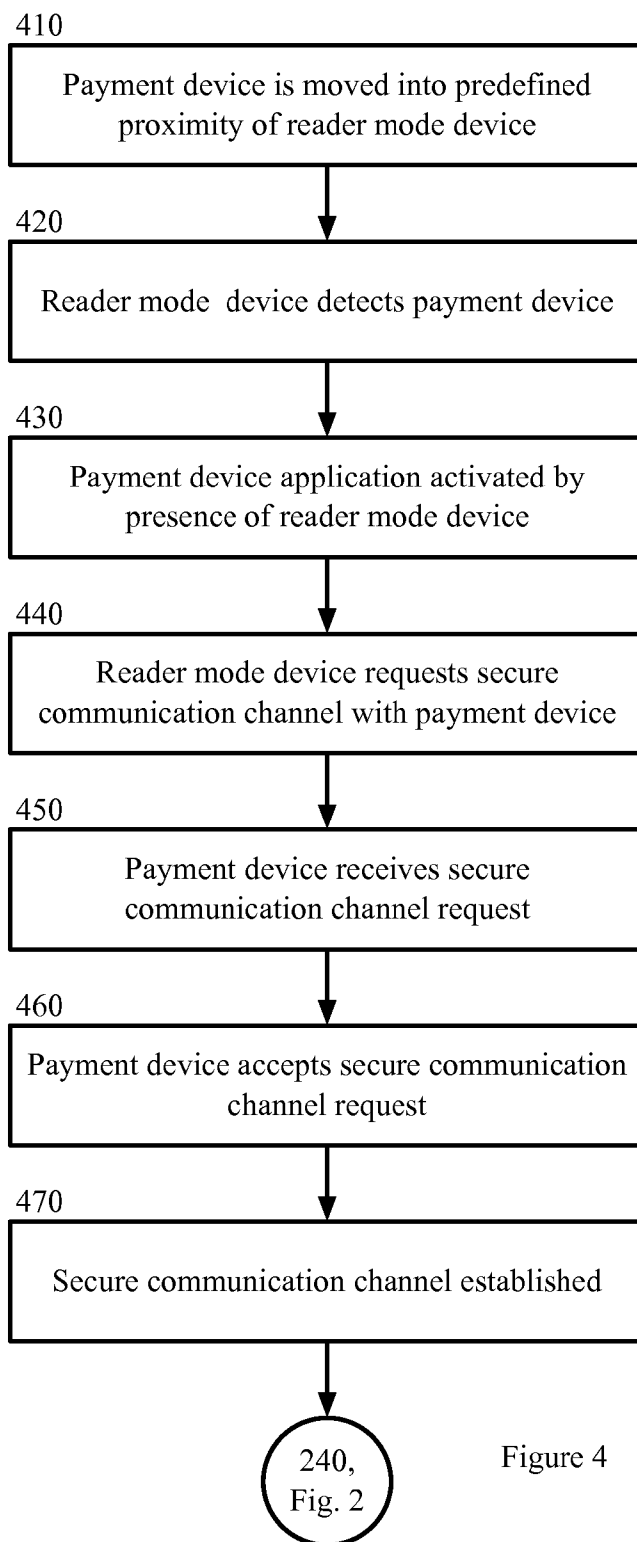 410
Payment device is moved into predefined
proximity of reader mode device
420
Reader mode device detects payment device
430
Payment device application activated by
presence of reader mode device
440
Reader mode device requests secure
communication channel with payment device
450
Payment device receives secure
communication channel request
460
Payment device accepts secure communication
channel request
470
Secure communication channel established
240,
Fig. 2
Figure 4